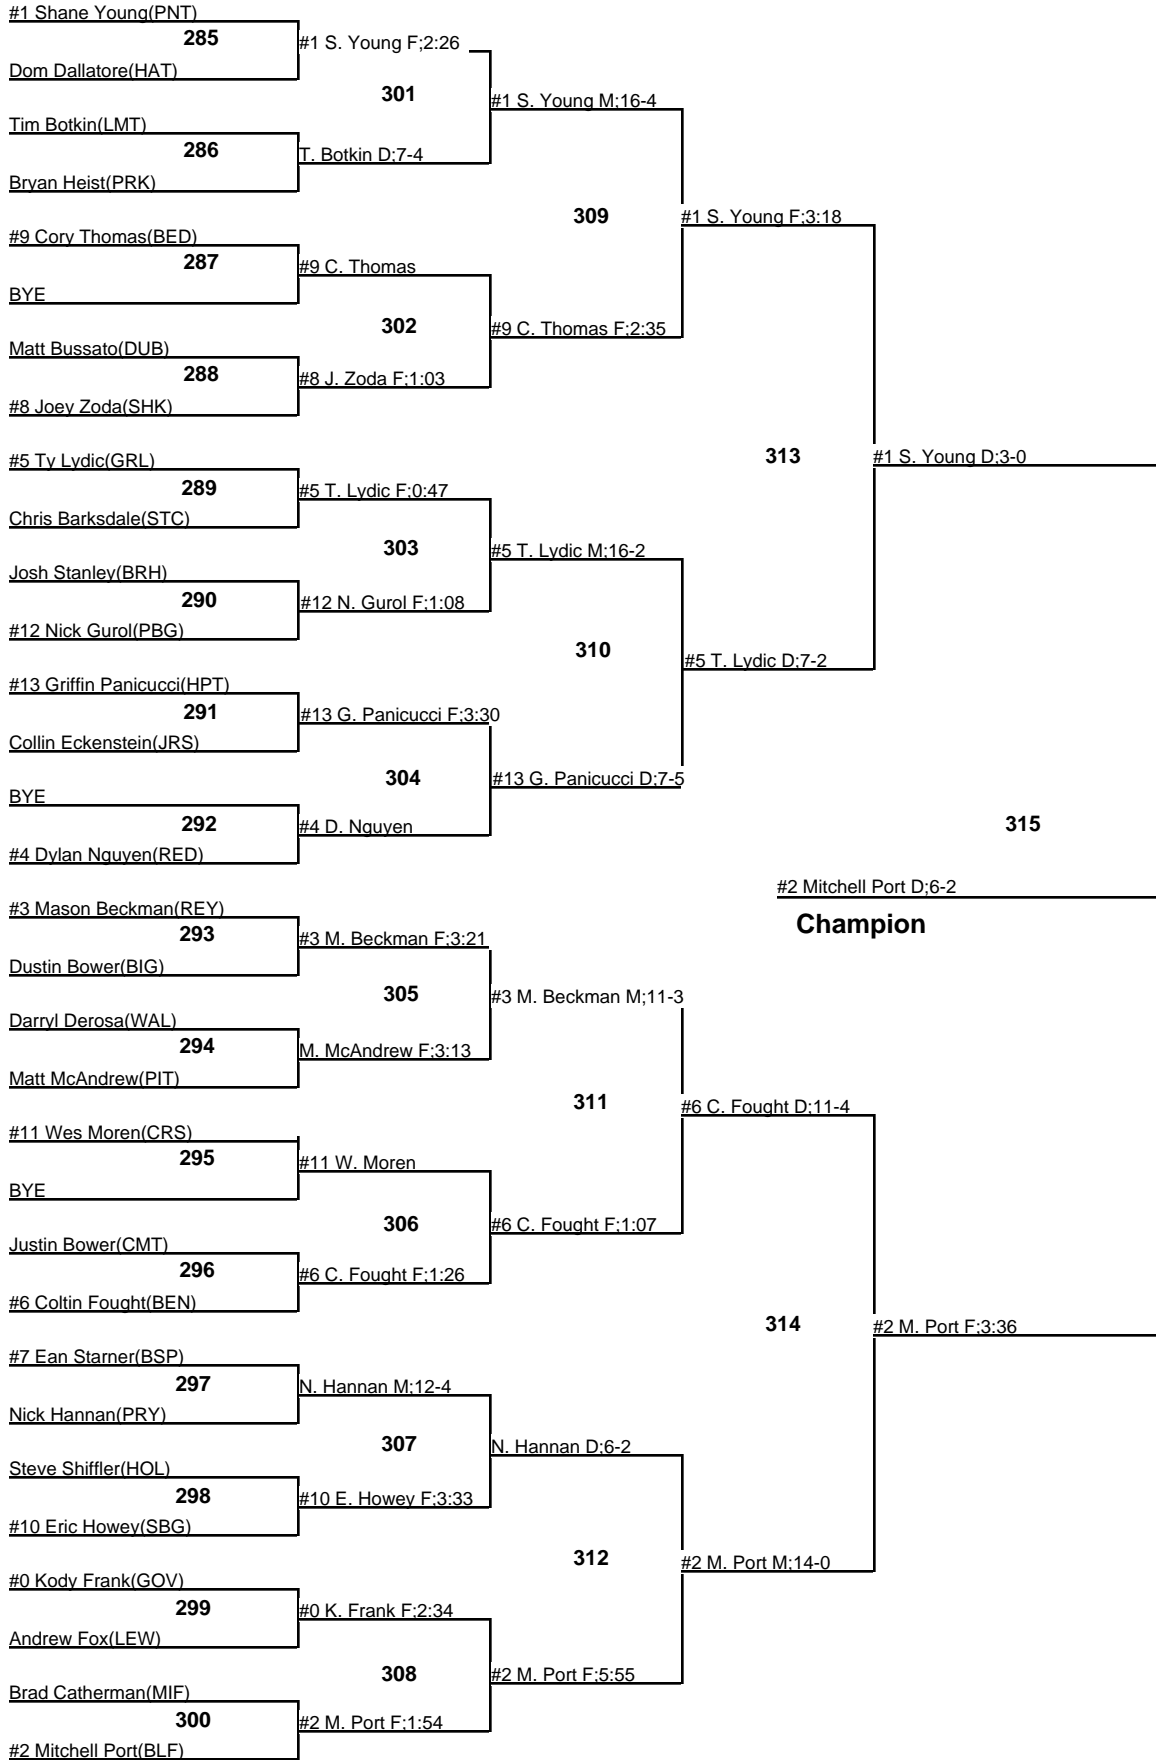 #1 Shane Young(PNT)
285
#1 S. Young F;2:26
Dom Dallatore(HAT)
301
#1 S. Young M;16-4
Tim Botkin(LMT)
286
T. Botkin D;7-4
Bryan Heist(PRK)
309
#1 S. Young F;3:18
#9 Cory Thomas(BED)
287
#9 C. Thomas
BYE
302
#9 C. Thomas F;2:35
Matt Bussato(DUB)
288
#8 J. Zoda F;1:03
#8 Joey Zoda(SHK)
313
#1 S. Young D;3-0
#5 Ty Lydic(GRL)
289
#5 T. Lydic F;0:47
Chris Barksdale(STC)
303
#5 T. Lydic M;16-2
Josh Stanley(BRH)
290
#12 N. Gurol F;1:08
#12 Nick Gurol(PBG)
310
#5 T. Lydic D;7-2
#13 Griffin Panicucci(HPT)
291
#13 G. Panicucci F;3:30
Collin Eckenstein(JRS)
304
#13 G. Panicucci D;7-5
BYE
292
#4 D. Nguyen
#4 Dylan Nguyen(RED)
315
#2 Mitchell Port D;6-2
Champion
#3 Mason Beckman(REY)
293
#3 M. Beckman F;3:21
Dustin Bower(BIG)
305
#3 M. Beckman M;11-3
Darryl Derosa(WAL)
294
M. McAndrew F;3:13
Matt McAndrew(PIT)
311
#6 C. Fought D;11-4
#11 Wes Moren(CRS)
295
#11 W. Moren
BYE
306
#6 C. Fought F;1:07
Justin Bower(CMT)
296
#6 C. Fought F;1:26
#6 Coltin Fought(BEN)
314
#2 M. Port F;3:36
#7 Ean Starner(BSP)
297
N. Hannan M;12-4
Nick Hannan(PRY)
307
N. Hannan D;6-2
Steve Shiffler(HOL)
298
#10 E. Howey F;3:33
#10 Eric Howey(SBG)
312
#2 M. Port M;14-0
#0 Kody Frank(GOV)
299
#0 K. Frank F;2:34
Andrew Fox(LEW)
308
#2 M. Port F;5:55
Brad Catherman(MIF)
300
#2 M. Port F;1:54
#2 Mitchell Port(BLF)